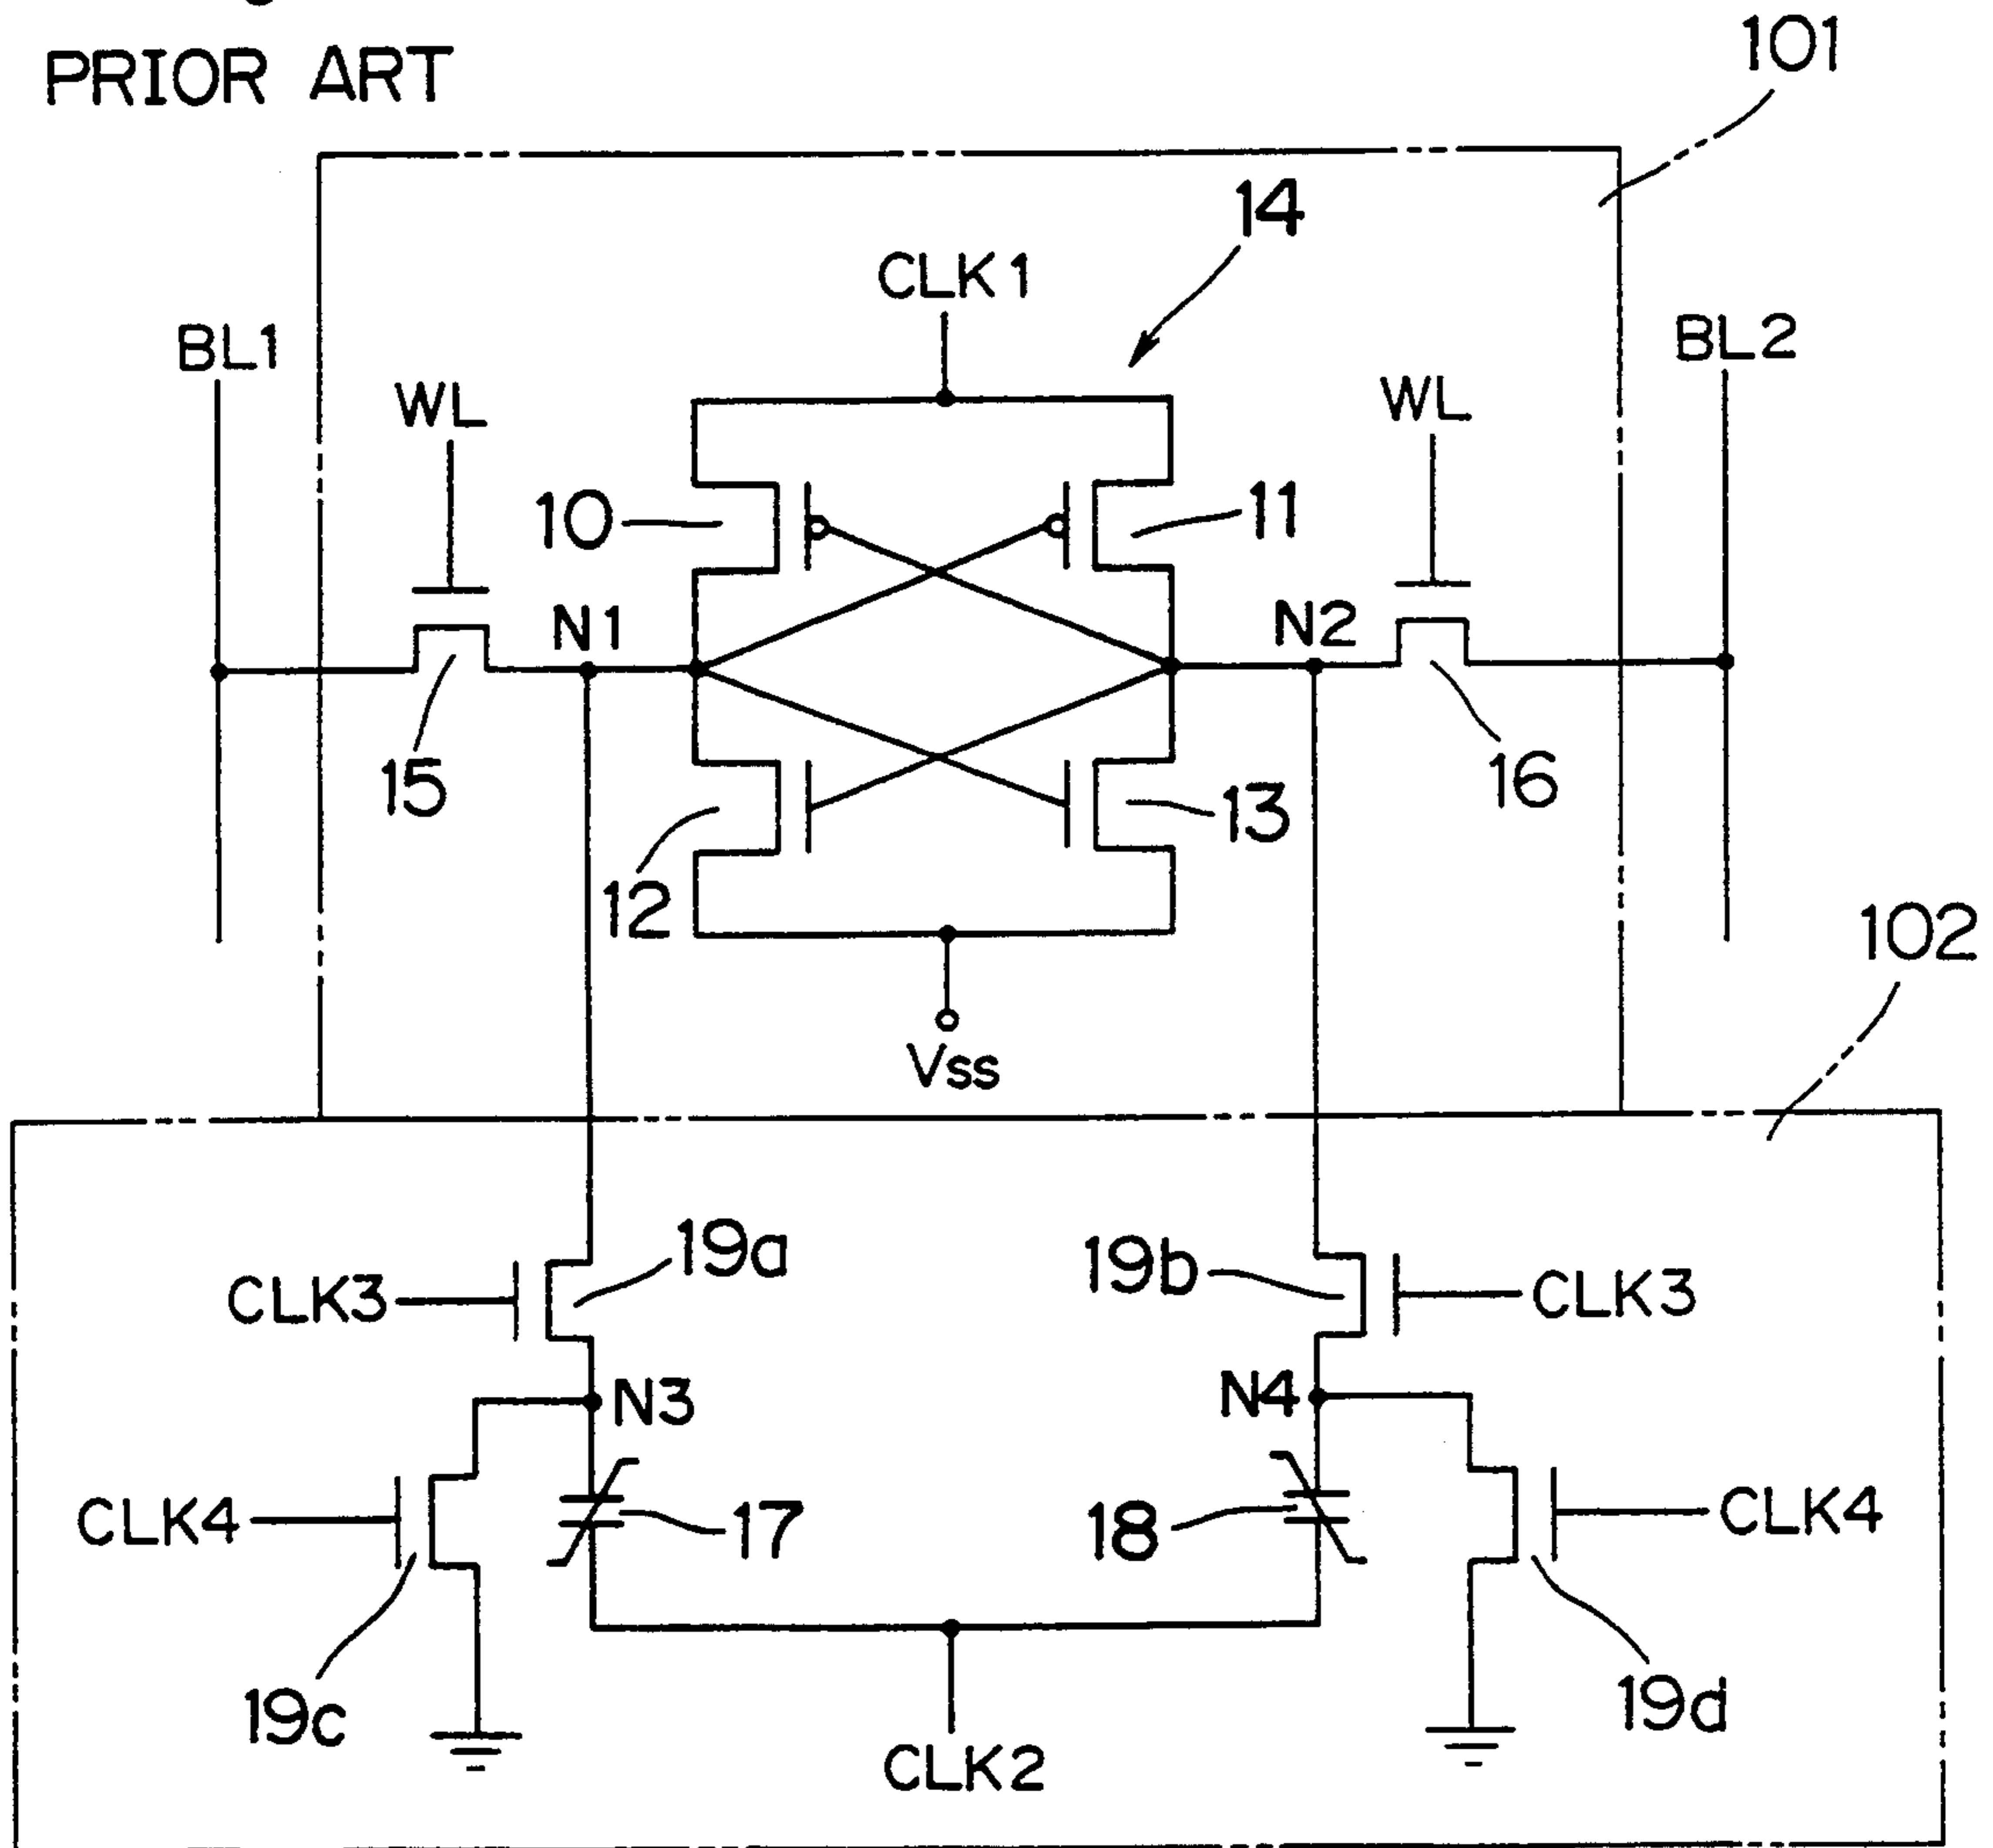 PRIOR ART
101
14
CLK1
BL1
BL2
WL
WL
10
11
N1
N2
15
16
12
13
102
Vss
19a
19b
CLK3
CLK3
N3
N4
CLK4
17
18
CLK4
19c
19d
CLK2